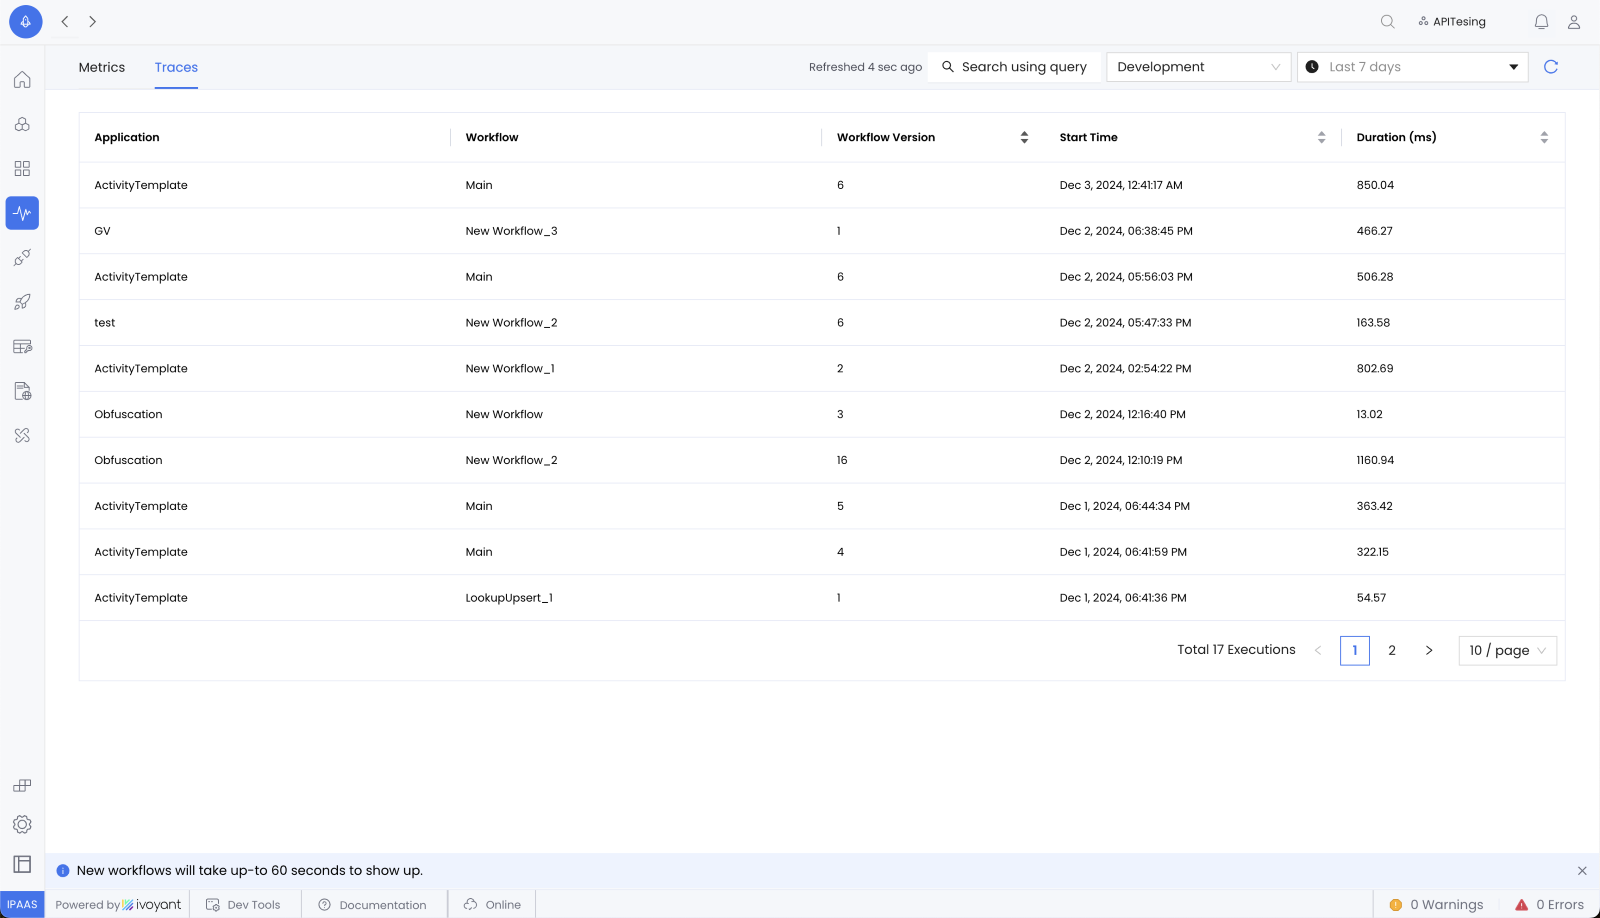 APITesing
Metrics Traces Refreshed 4 sec ago Search using query Development Last 7 days
Application Workflow Workflow Version Start Time Duration (ms)
ActivityTemplate Main 6 Dec 3, 2024, 12:41:17 AM 850.04
GV New Workflow_3 1 Dec 2, 2024, 06:38:45 PM 466.27
ActivityTemplate Main 6 Dec 2, 2024, 05:56:03 PM 506.28
test New Workflow_2 6 Dec 2, 2024, 05:47:33 PM 163.58
ActivityTemplate New Workflow_1 2 Dec 2, 2024, 02:54:22 PM 802.69
Obfuscation New Workflow 3 Dec 2, 2024, 12:16:40 PM 13.02
Obfuscation New Workflow_2 16 Dec 2, 2024, 12:10:19 PM 1160.94
ActivityTemplate Main 5 Dec 1, 2024, 06:44:34 PM 363.42
ActivityTemplate Main 4 Dec 1, 2024, 06:41:59 PM 322.15
ActivityTemplate LookupUpsert_1 1 Dec 1, 2024, 06:41:36 PM 54.57
Total 17 Executions 1 2 10 / page
New workflows will take up-to 60 seconds to show up.
IPAAS Powered by ivoyant Dev Tools Documentation Online 0 Warnings 0 Errors